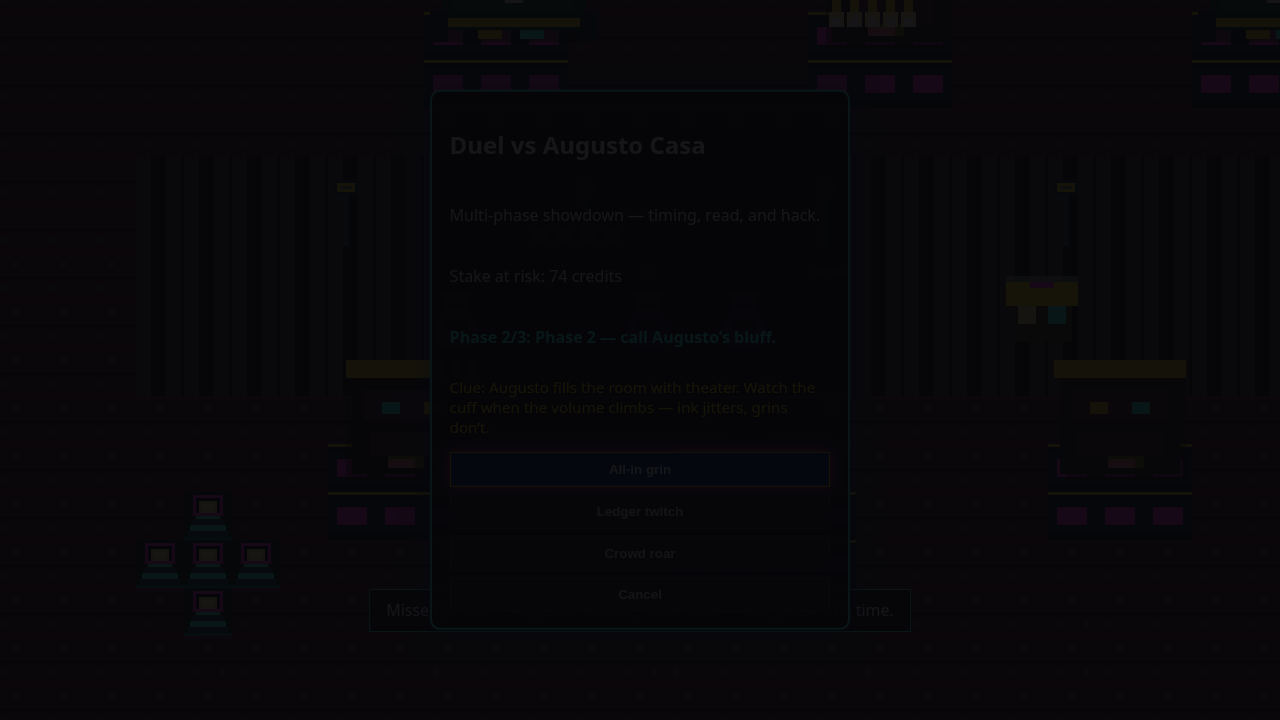 Duel vs Augusto Casa
Multi-phase showdown — timing, read, and hack.
Stake at risk: 74 credits
Phase 2/3: Phase 2 — call Augusto's bluff.
Clue: Augusto fills the room with theater. Watch the
cuff when the volume climbs — ink jitters, grins
don't.
All-in grin
Ledger twitch
Crowd roar
Cancel
time.